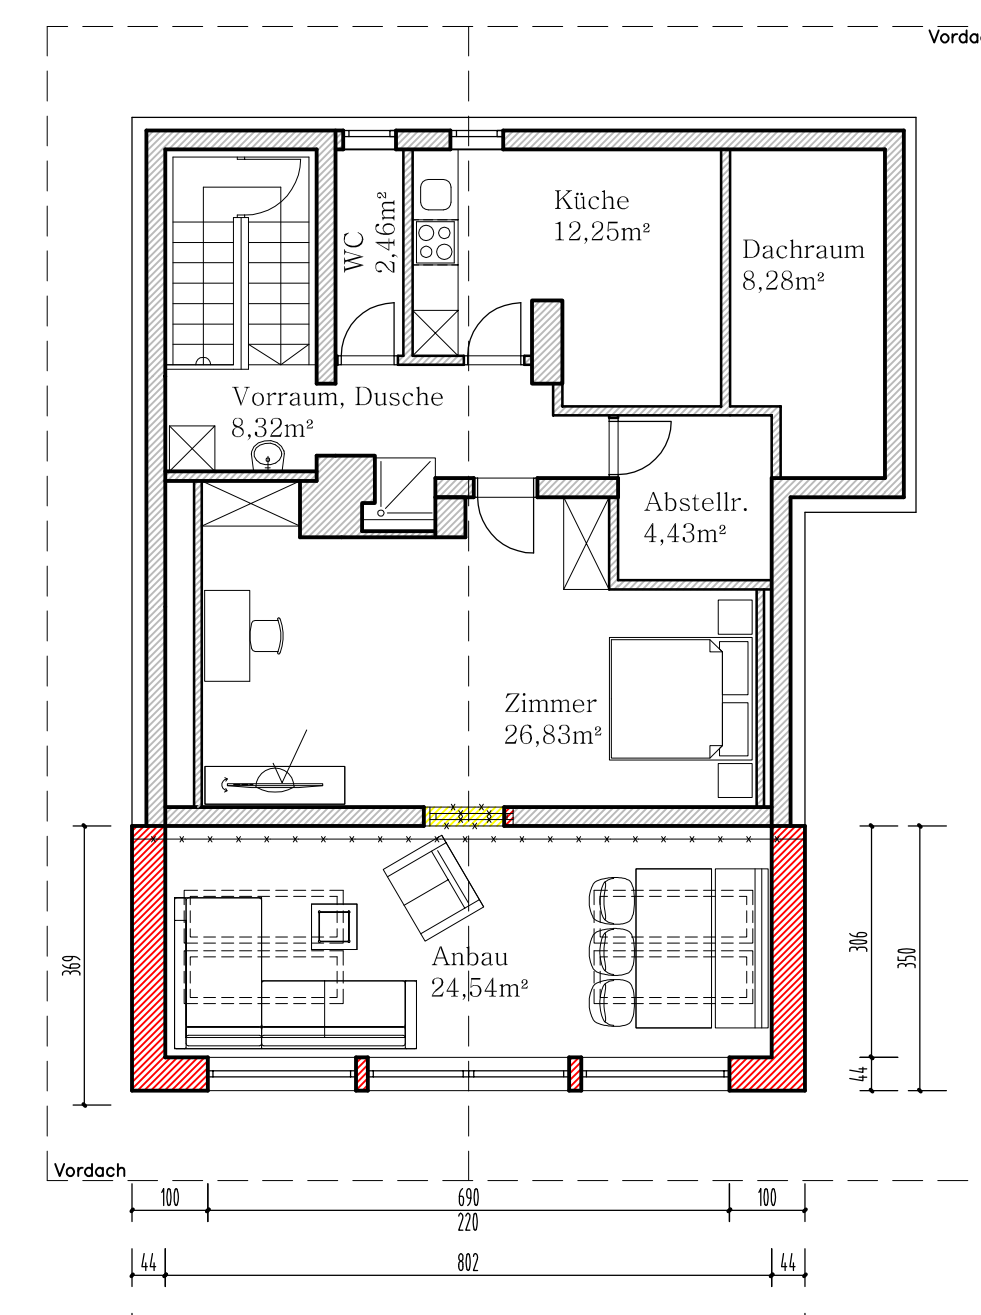 Küche
12,25m²
WC
2,46m²
Dachraum
8,28m²
Vorraum, Dusche
8,32m²
Abstellr.
4,43m²
Zimmer
26,83m²
Anbau
24,54m²
369
306
350
44
Vordach
100
690
100
220
44
802
44